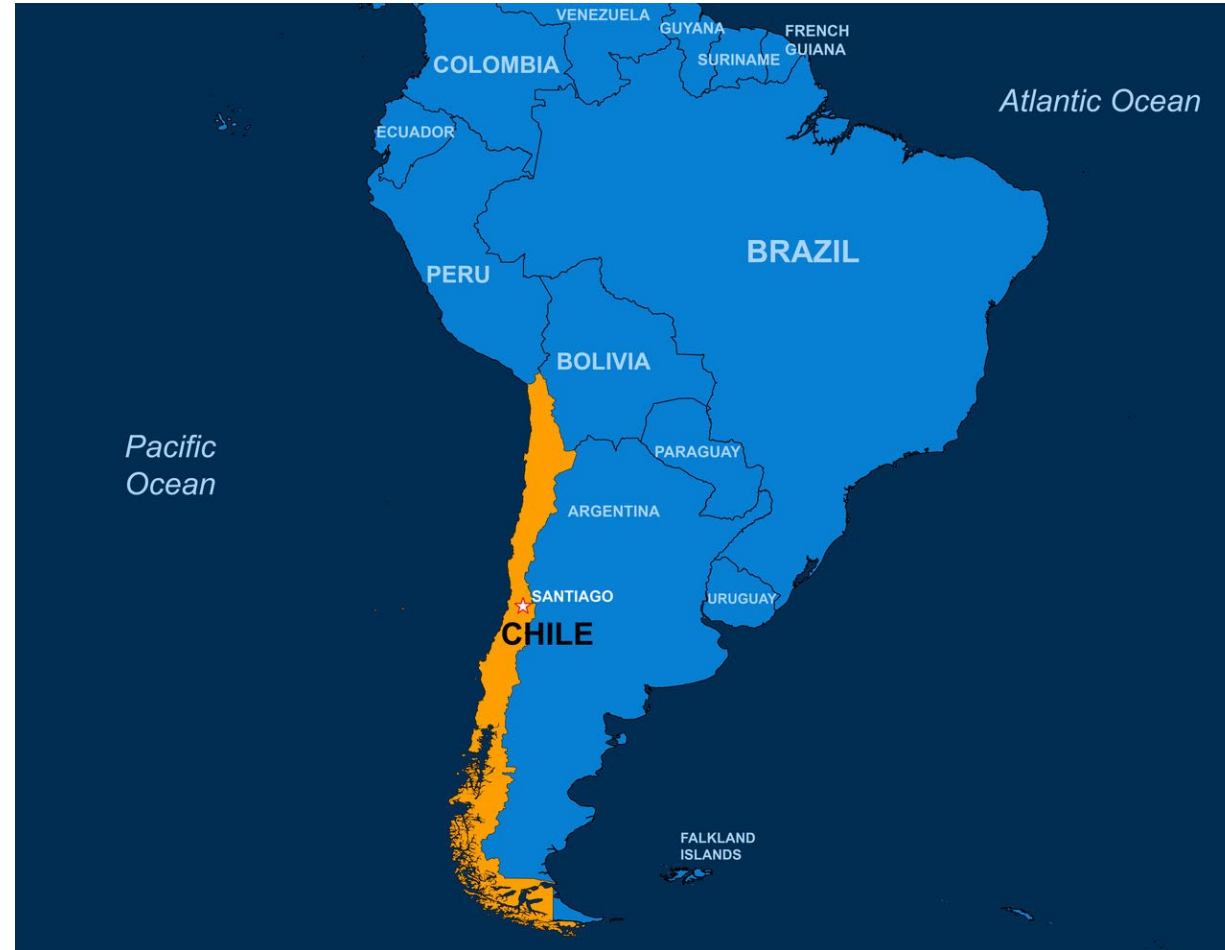 VENEZUELA
GUYANA
FRENCH
GUIANA
SURINAME
COLOMBIA
Atlantic Ocean
ECUADOR
BRAZIL
PERU
BOLIVIA
Pacific
Ocean
PARAGUAY
ARGENTINA
SANTIAGO
URUGUAY
CHILE
FALKLAND
ISLANDS